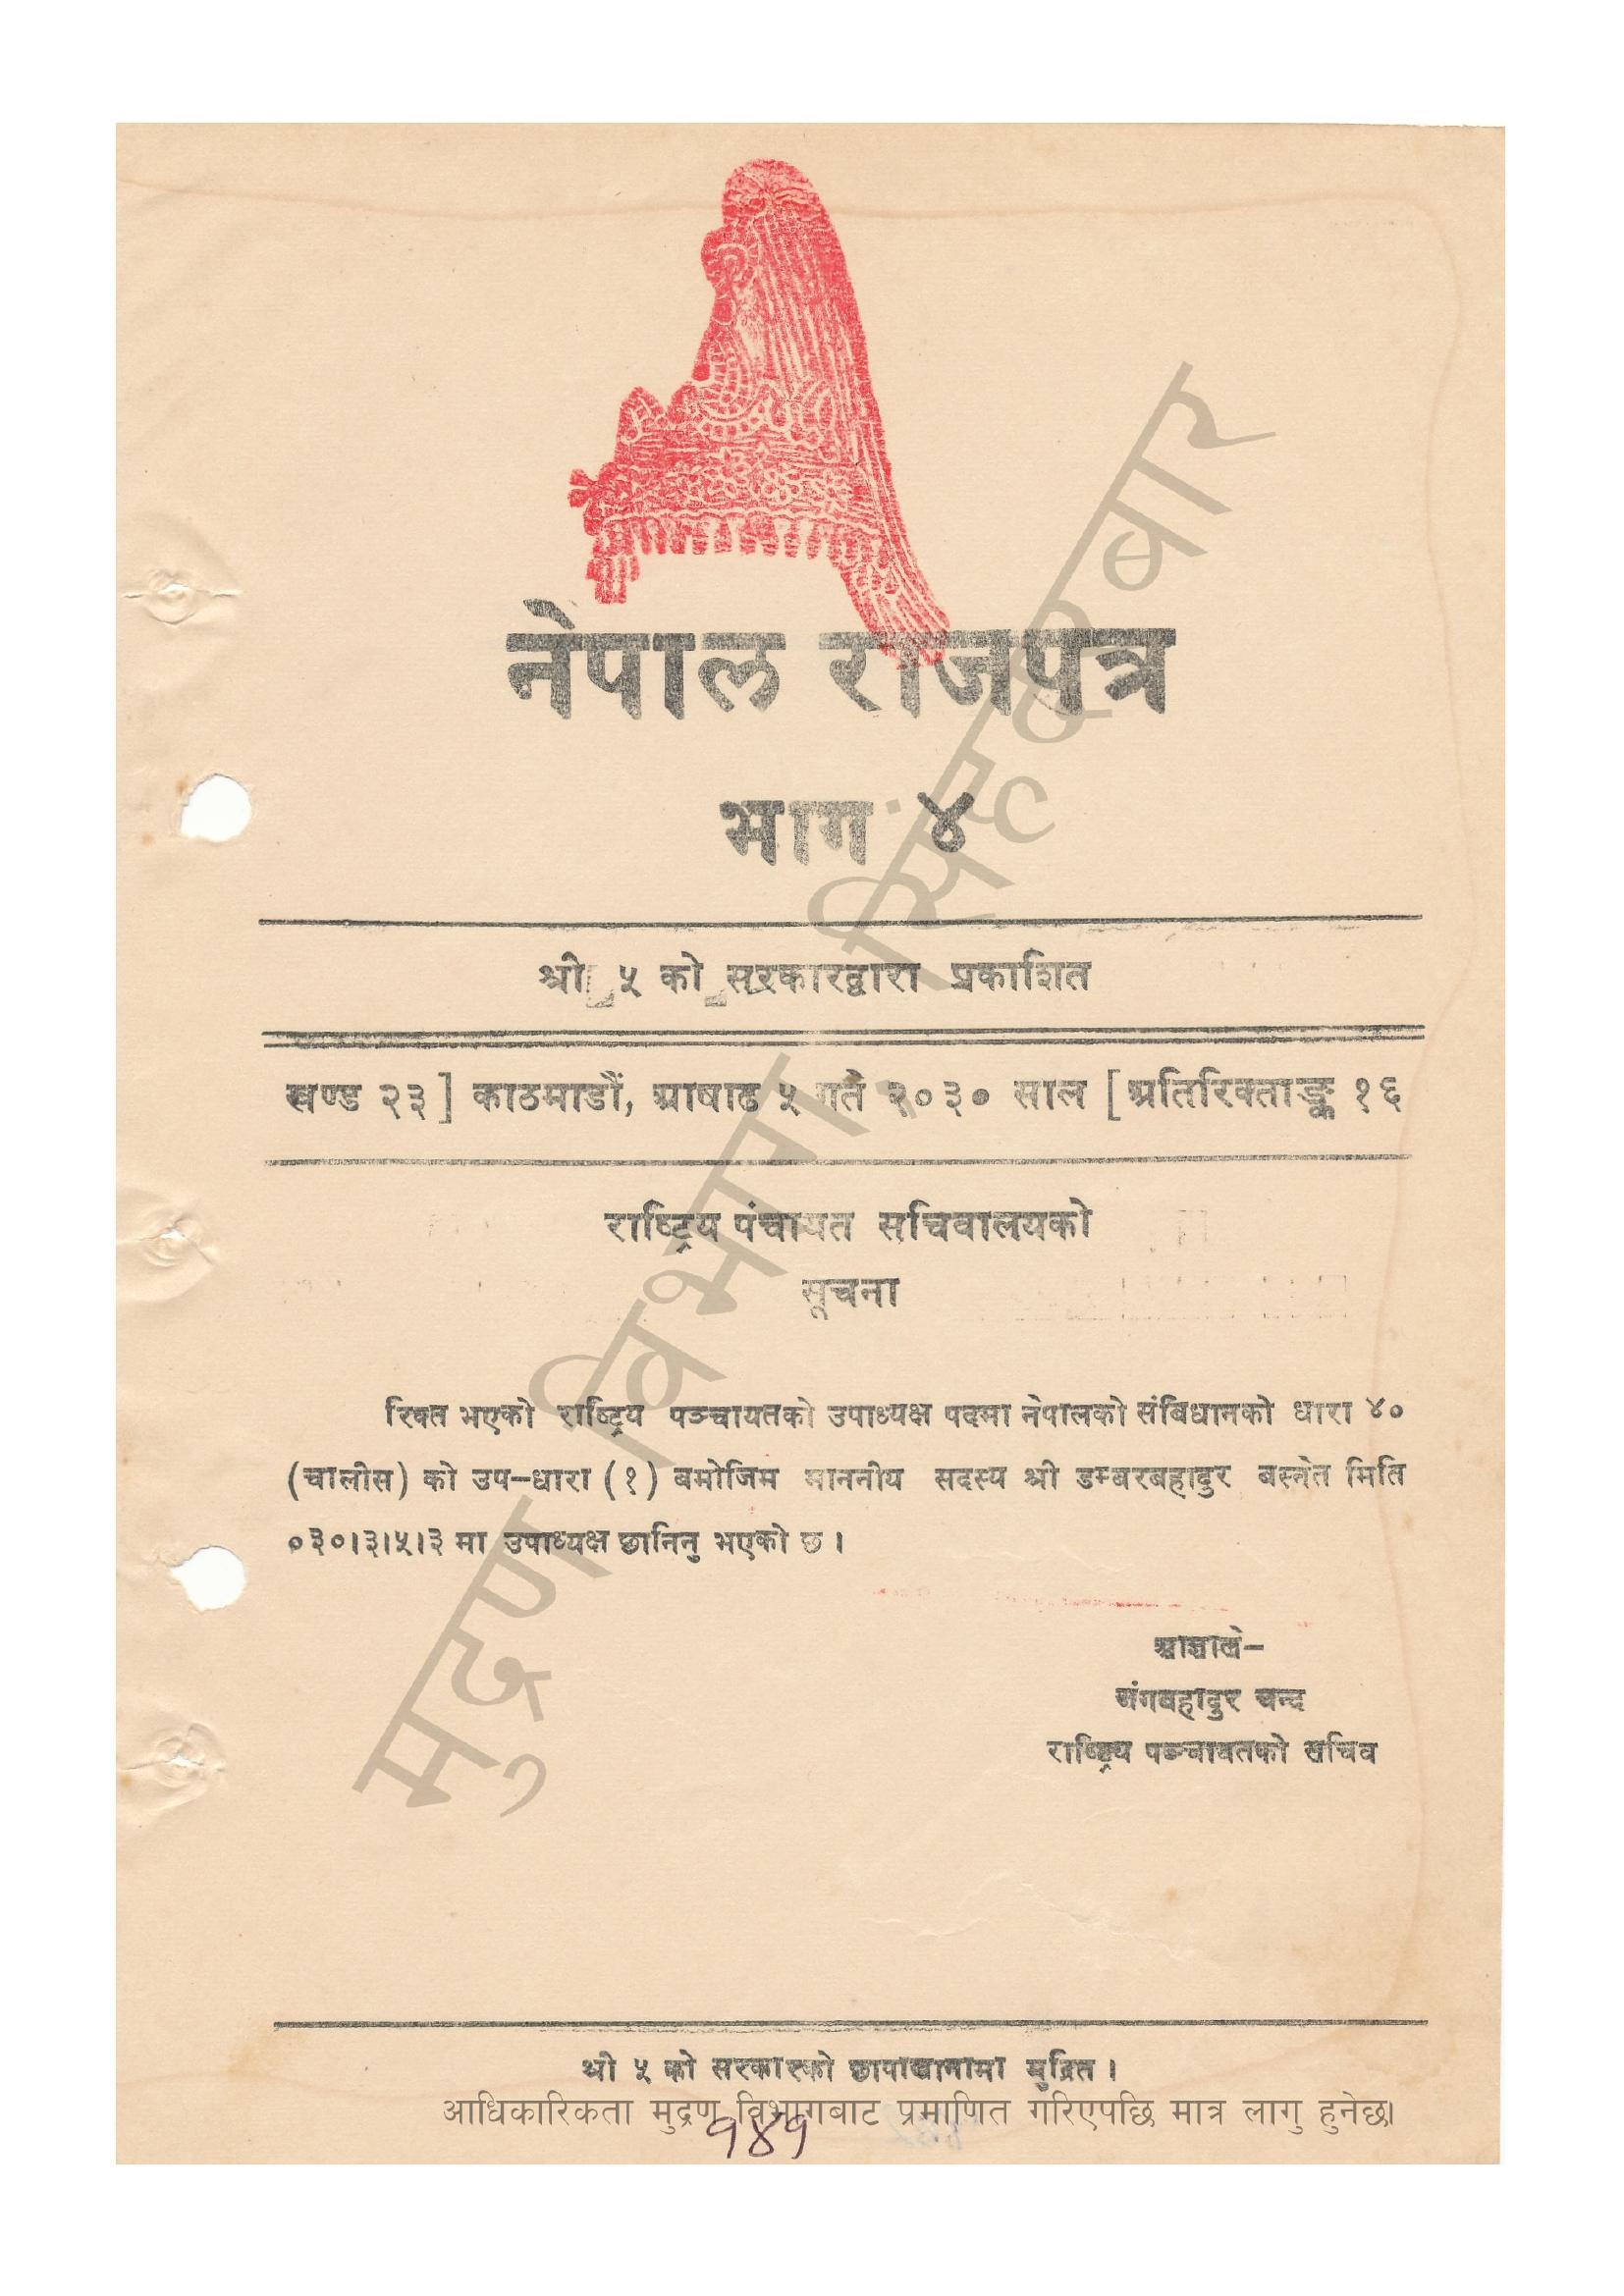 नेपाल राजपत्र
भाग ४
श्री ५ को सरकारद्वारा प्रकाशित
खण्ड २३] काठमाडौं, आषाढ ५ गते २०३० साल [अतिरिक्ताङ्क १६
राष्ट्रिय पंचायत सचिवालयको
सूचना
रिक्त भएको राष्ट्रिय पञ्चायतको उपाध्यक्ष पदमा नेपालको संबिधानको धारा ४०
(चालीस) को उप-धारा (१) बमोजिम माननीय सदस्य श्री डम्बरबहादुर बस्नेत मिति
०३०।३।५।३ मा उपाध्यक्ष छानिनु भएको छ ।
आज्ञाले-
जंगबहादुर चन्द
राष्ट्रिय पञ्चायतको सचिव
श्री ५ को सरकारको छापाखानामा मुद्रित ।
आधिकारिकता मुद्रण विभागबाट प्रमाणित गरिएपछि मात्र लागु हुनेछ।
१४१
मुद्रण विभाग, सिंहदरबार